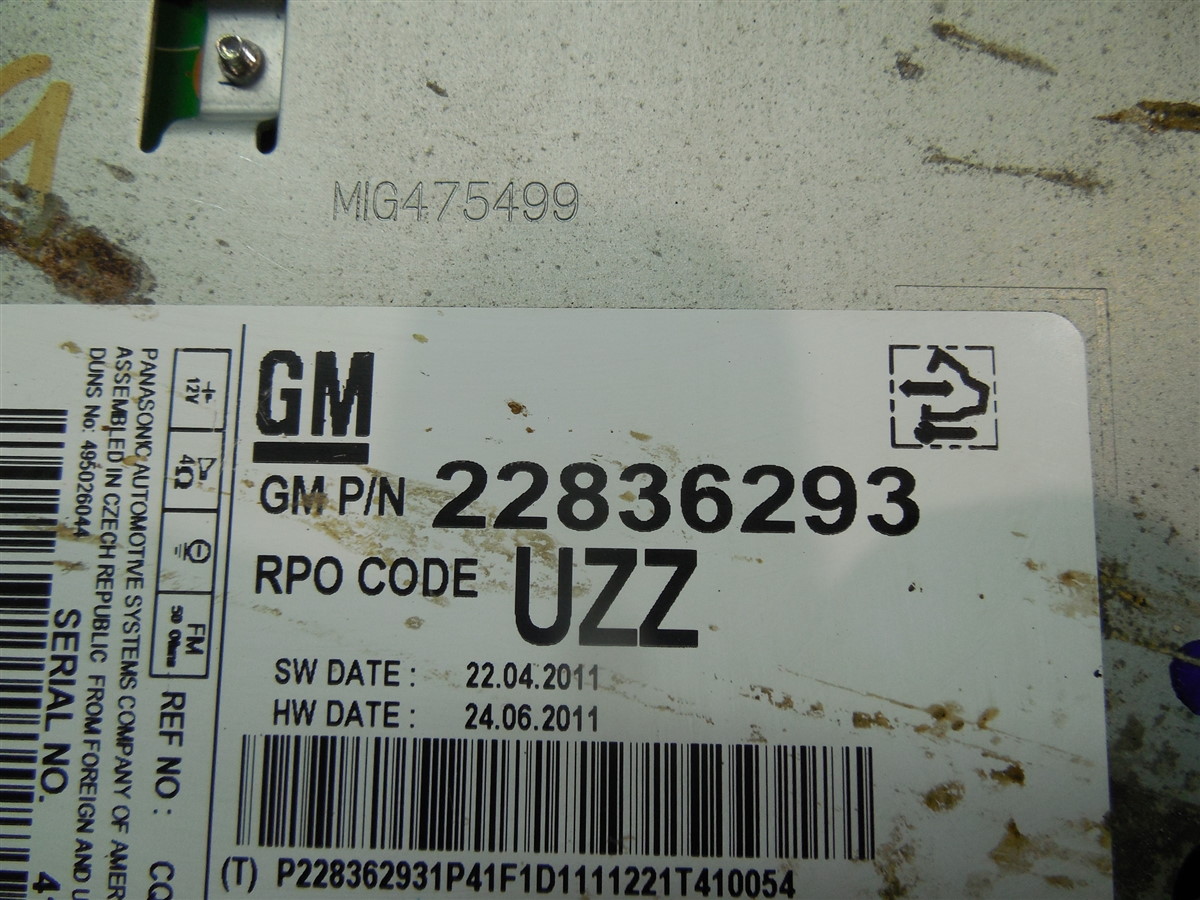 MIG475499
GM
GM P/N 22836293
RPO CODE UZZ
SW DATE : 22.04.2011
HW DATE : 24.06.2011
(T) P228362931P41F1D1111221T410054
+
12V
4Ω
FM
50 Ohms
REF NO : CQ
PANASONIC AUTOMOTIVE SYSTEMS COMPANY OF AMER
ASSEMBLED IN CZECH REPUBLIC FROM FOREIGN AND U
DUNS No: 495026044
SERIAL NO. 41